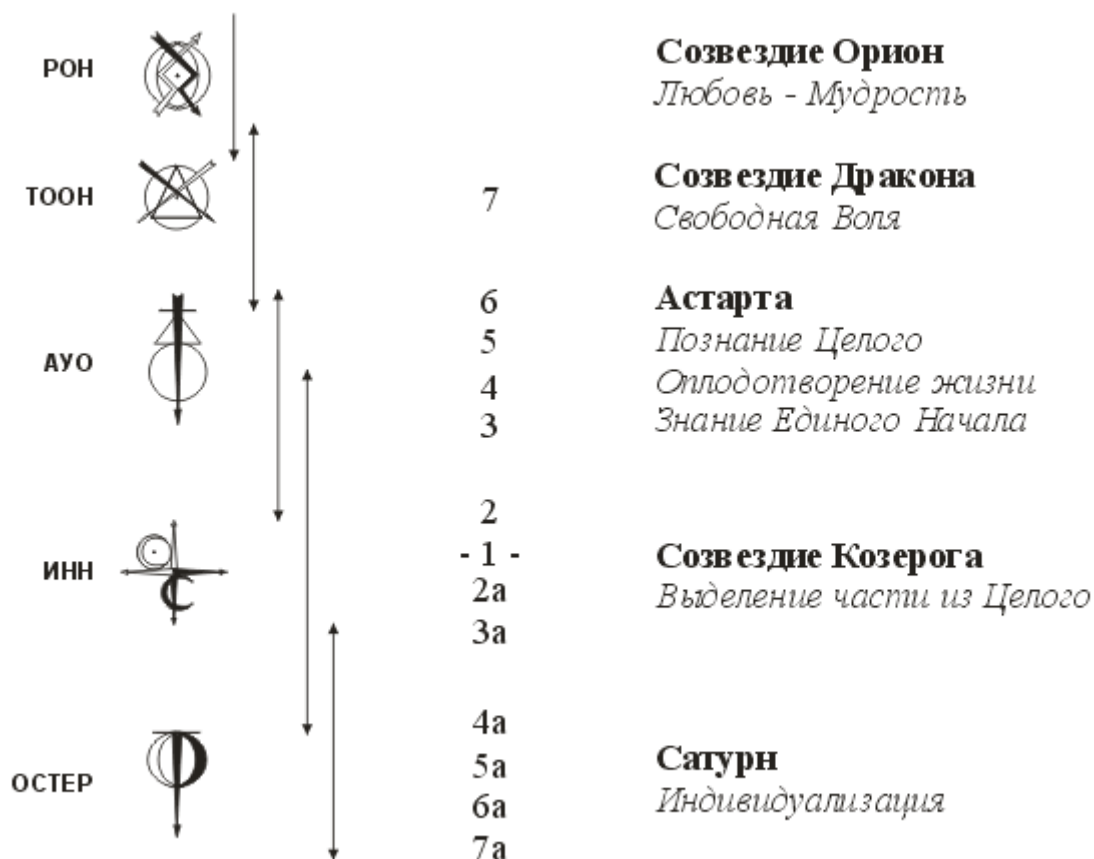 РОН
Созвездие Орион
Любовь - Мудрость
ТООН
7
Созвездие Дракона
Свободная Воля
АУО
6
5
4
3
Астарта
Познание Целого
Оплодотворение жизни
Знание Единого Начала
ИНН
2
- 1 -
2а
3а
Созвездие Козерога
Выделение части из Целого
ОСТЕР
4а
5а
6а
7а
Сатурн
Индивидуализация